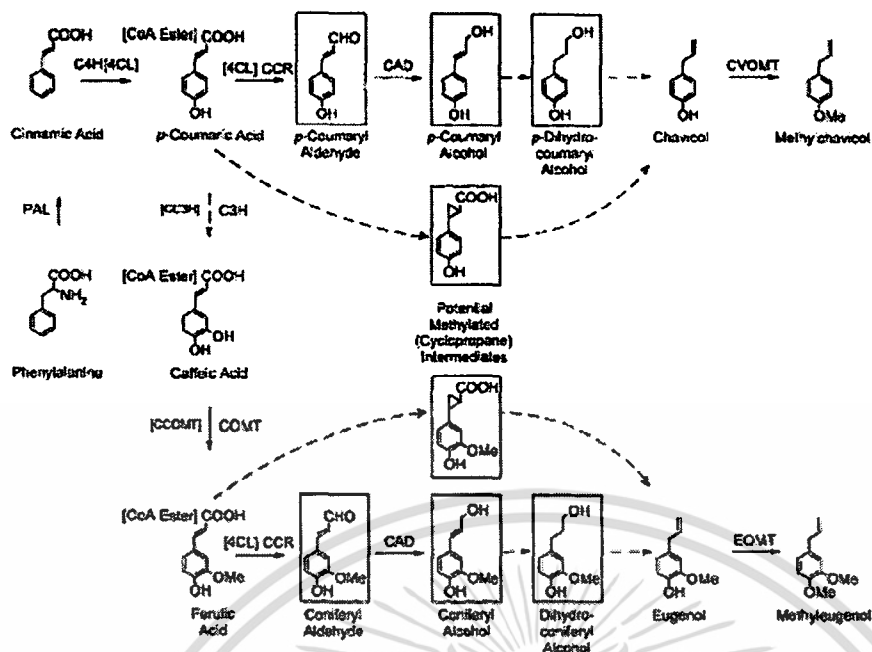 COOH
[CoA Ester] COOH
CHO
OH
OH
C4H[4CL]
[4CL] CCR
CAD
CVOMT
OH
OH
OH
OH
OH
OMe
Cinnamic Acid
p-Coumaric Acid
p-Coumaryl
Aldehyde
p-Coumaryl
Alcohol
p-Dihydro-
coumaryl
Alcohol
Chavicol
Methylchavicol
PAL
[CC3H]
C3H
COOH
OH
COOH
NH2
[CoA Ester] COOH
OH
OH
Phenylalanine
Caffeic Acid
Potential
Methylated
(Cyclopropane)
Intermediates
[CCOMT]
COMT
COOH
OMe
OH
[CoA Ester] COOH
CHO
OH
OH
[4CL] CCR
CAD
EOMT
OMe
OH
OMe
OH
OMe
OH
OMe
OH
OMe
OH
OMe
OMe
Ferulic
Acid
Coniferyl
Aldehyde
Coniferyl
Alcohol
Dihydro-
coniferyl
Alcohol
Eugenol
Methyleugenol